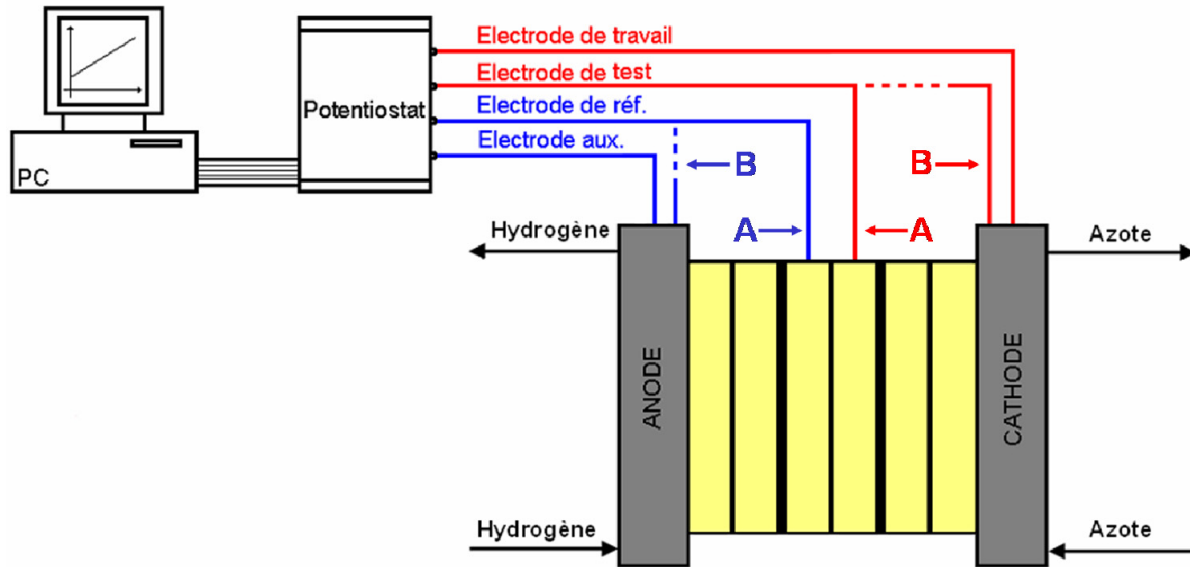 Electrode de travail
Electrode de test
Potentiostat
Electrode de réf.
Electrode aux.
PC
B
B
A
A
Hydrogène
Azote
ANODE
CATHODE
Hydrogène
Azote